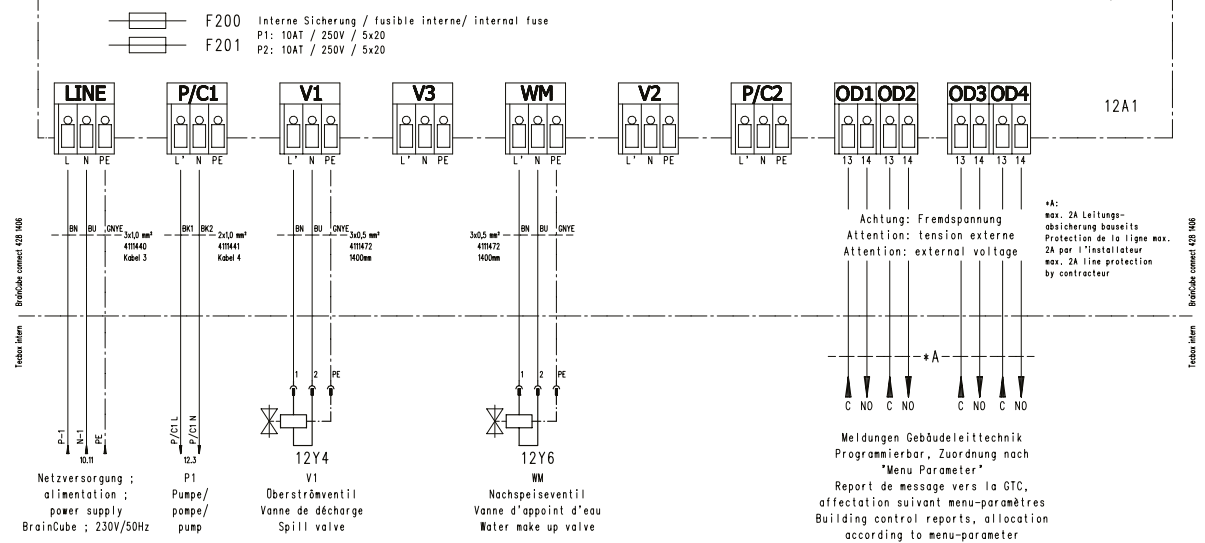 F200 Interne Sicherung / fusible interne/ internal fuse
P1: 10AT / 250V / 5x20
F201 P2: 10AT / 250V / 5x20
LINE P/C1 V1 V3 WM V2 P/C2 OD1 OD2 OD3 OD4
12A1
L N PE L' N PE L' N PE L' N PE L' N PE L' N PE L' N PE 13 14 13 14 13 14 13 14
BN BU GNYE 3x1,0 mm²
4111440
Kabel 3
BK1 BK2 2x1,0 mm²
4111441
Kabel 4
BN BU GNYE 3x0,5 mm²
4111472
1400mm
3x0,5 mm² BN BU GNYE
4111472
1400mm
Achtung: Fremdspannung
Attention: tension externe
Attention: external voltage
*A:
max. 2A Leitungs-
absicherung bauseits
Protection de la ligne max.
2A par l'installateur
max. 2A line protection
by contracteur
BrainCube connect 428 1406
BrainCube connect 428 1406
Tecbox intern
Tecbox intern
*A
1 2 PE
1 2 PE
C NO C NO C NO C NO
P-1 N-1 PE
10.11
P/C1 L P/C1 N
12.3
12Y4
12Y6
Netzversorgung ;
alimentation ;
power supply
BrainCube ; 230V/50Hz
P1
Pumpe/
pompe/
pump
V1
Überströmventil
Vanne de décharge
Spill valve
WM
Nachspeiseventil
Vanne d'appoint d'eau
Water make up valve
Meldungen Gebäudeleittechnik
Programmierbar, Zuordnung nach
"Menu Parameter"
Report de message vers la GTC,
affectation suivant menu-paramètres
Building control reports, allocation
according to menu-parameter